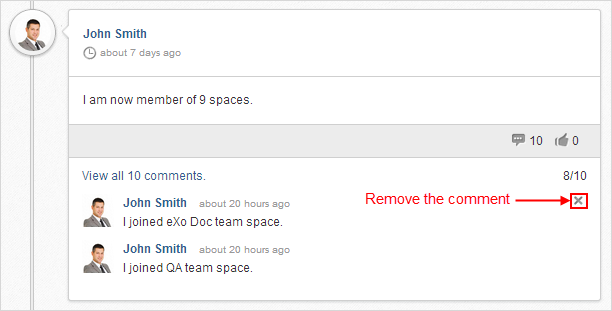 John Smith
about 7 days ago
I am now member of 9 spaces.
10 0
View all 10 comments. 8/10
John Smith about 20 hours ago Remove the comment
I joined eXo Doc team space.
John Smith about 20 hours ago
I joined QA team space.